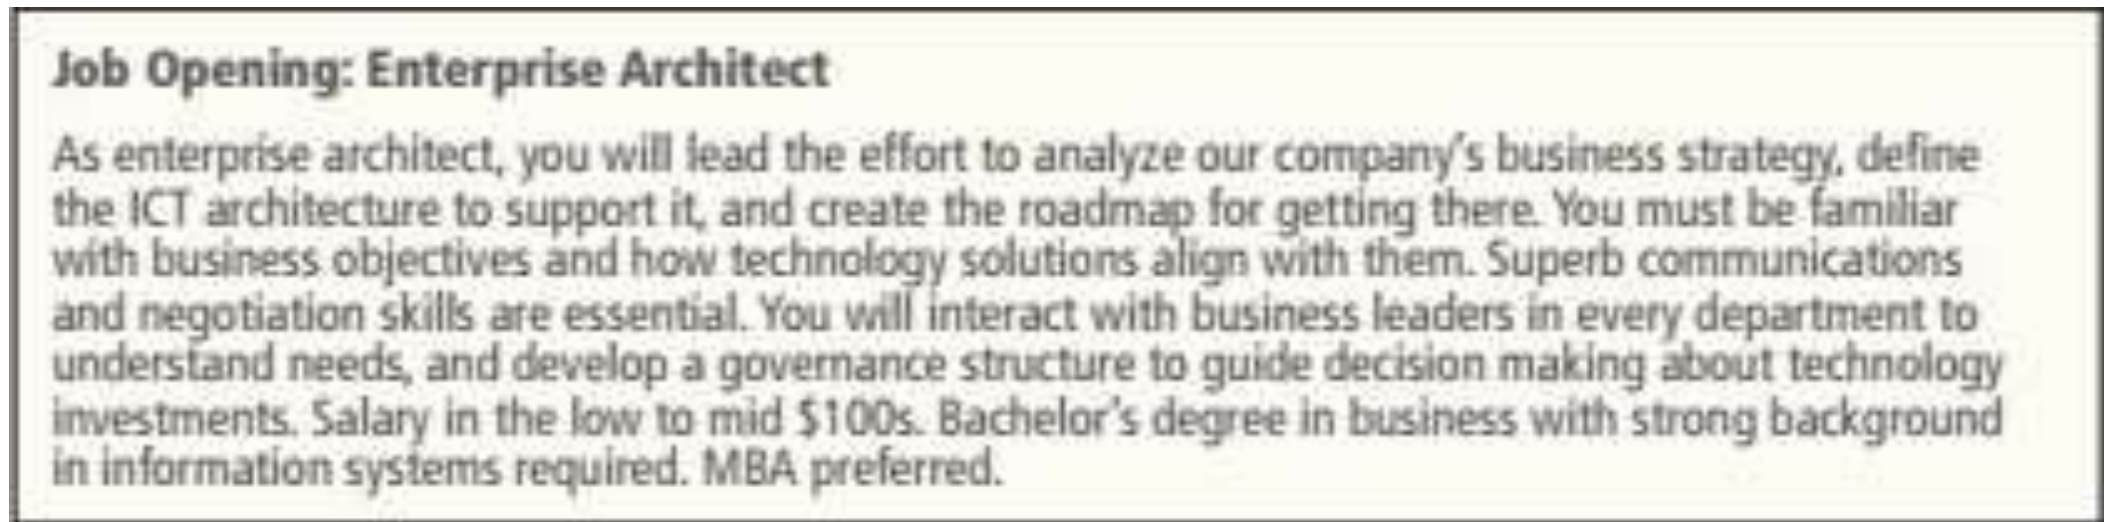 Job Opening: Enterprise Architect
As enterprise architect, you will lead the effort to analyze our company's business strategy, define
the ICT architecture to support it, and create the roadmap for getting there. You must be familiar
with business objectives and how technology solutions align with them. Superb communications
and negotiation skills are essential. You will interact with business leaders in every department to
understand needs, and develop a governance structure to guide decision making about technology
investments. Salary in the low to mid $100s. Bachelor's degree in business with strong background
in information systems required. MBA preferred.